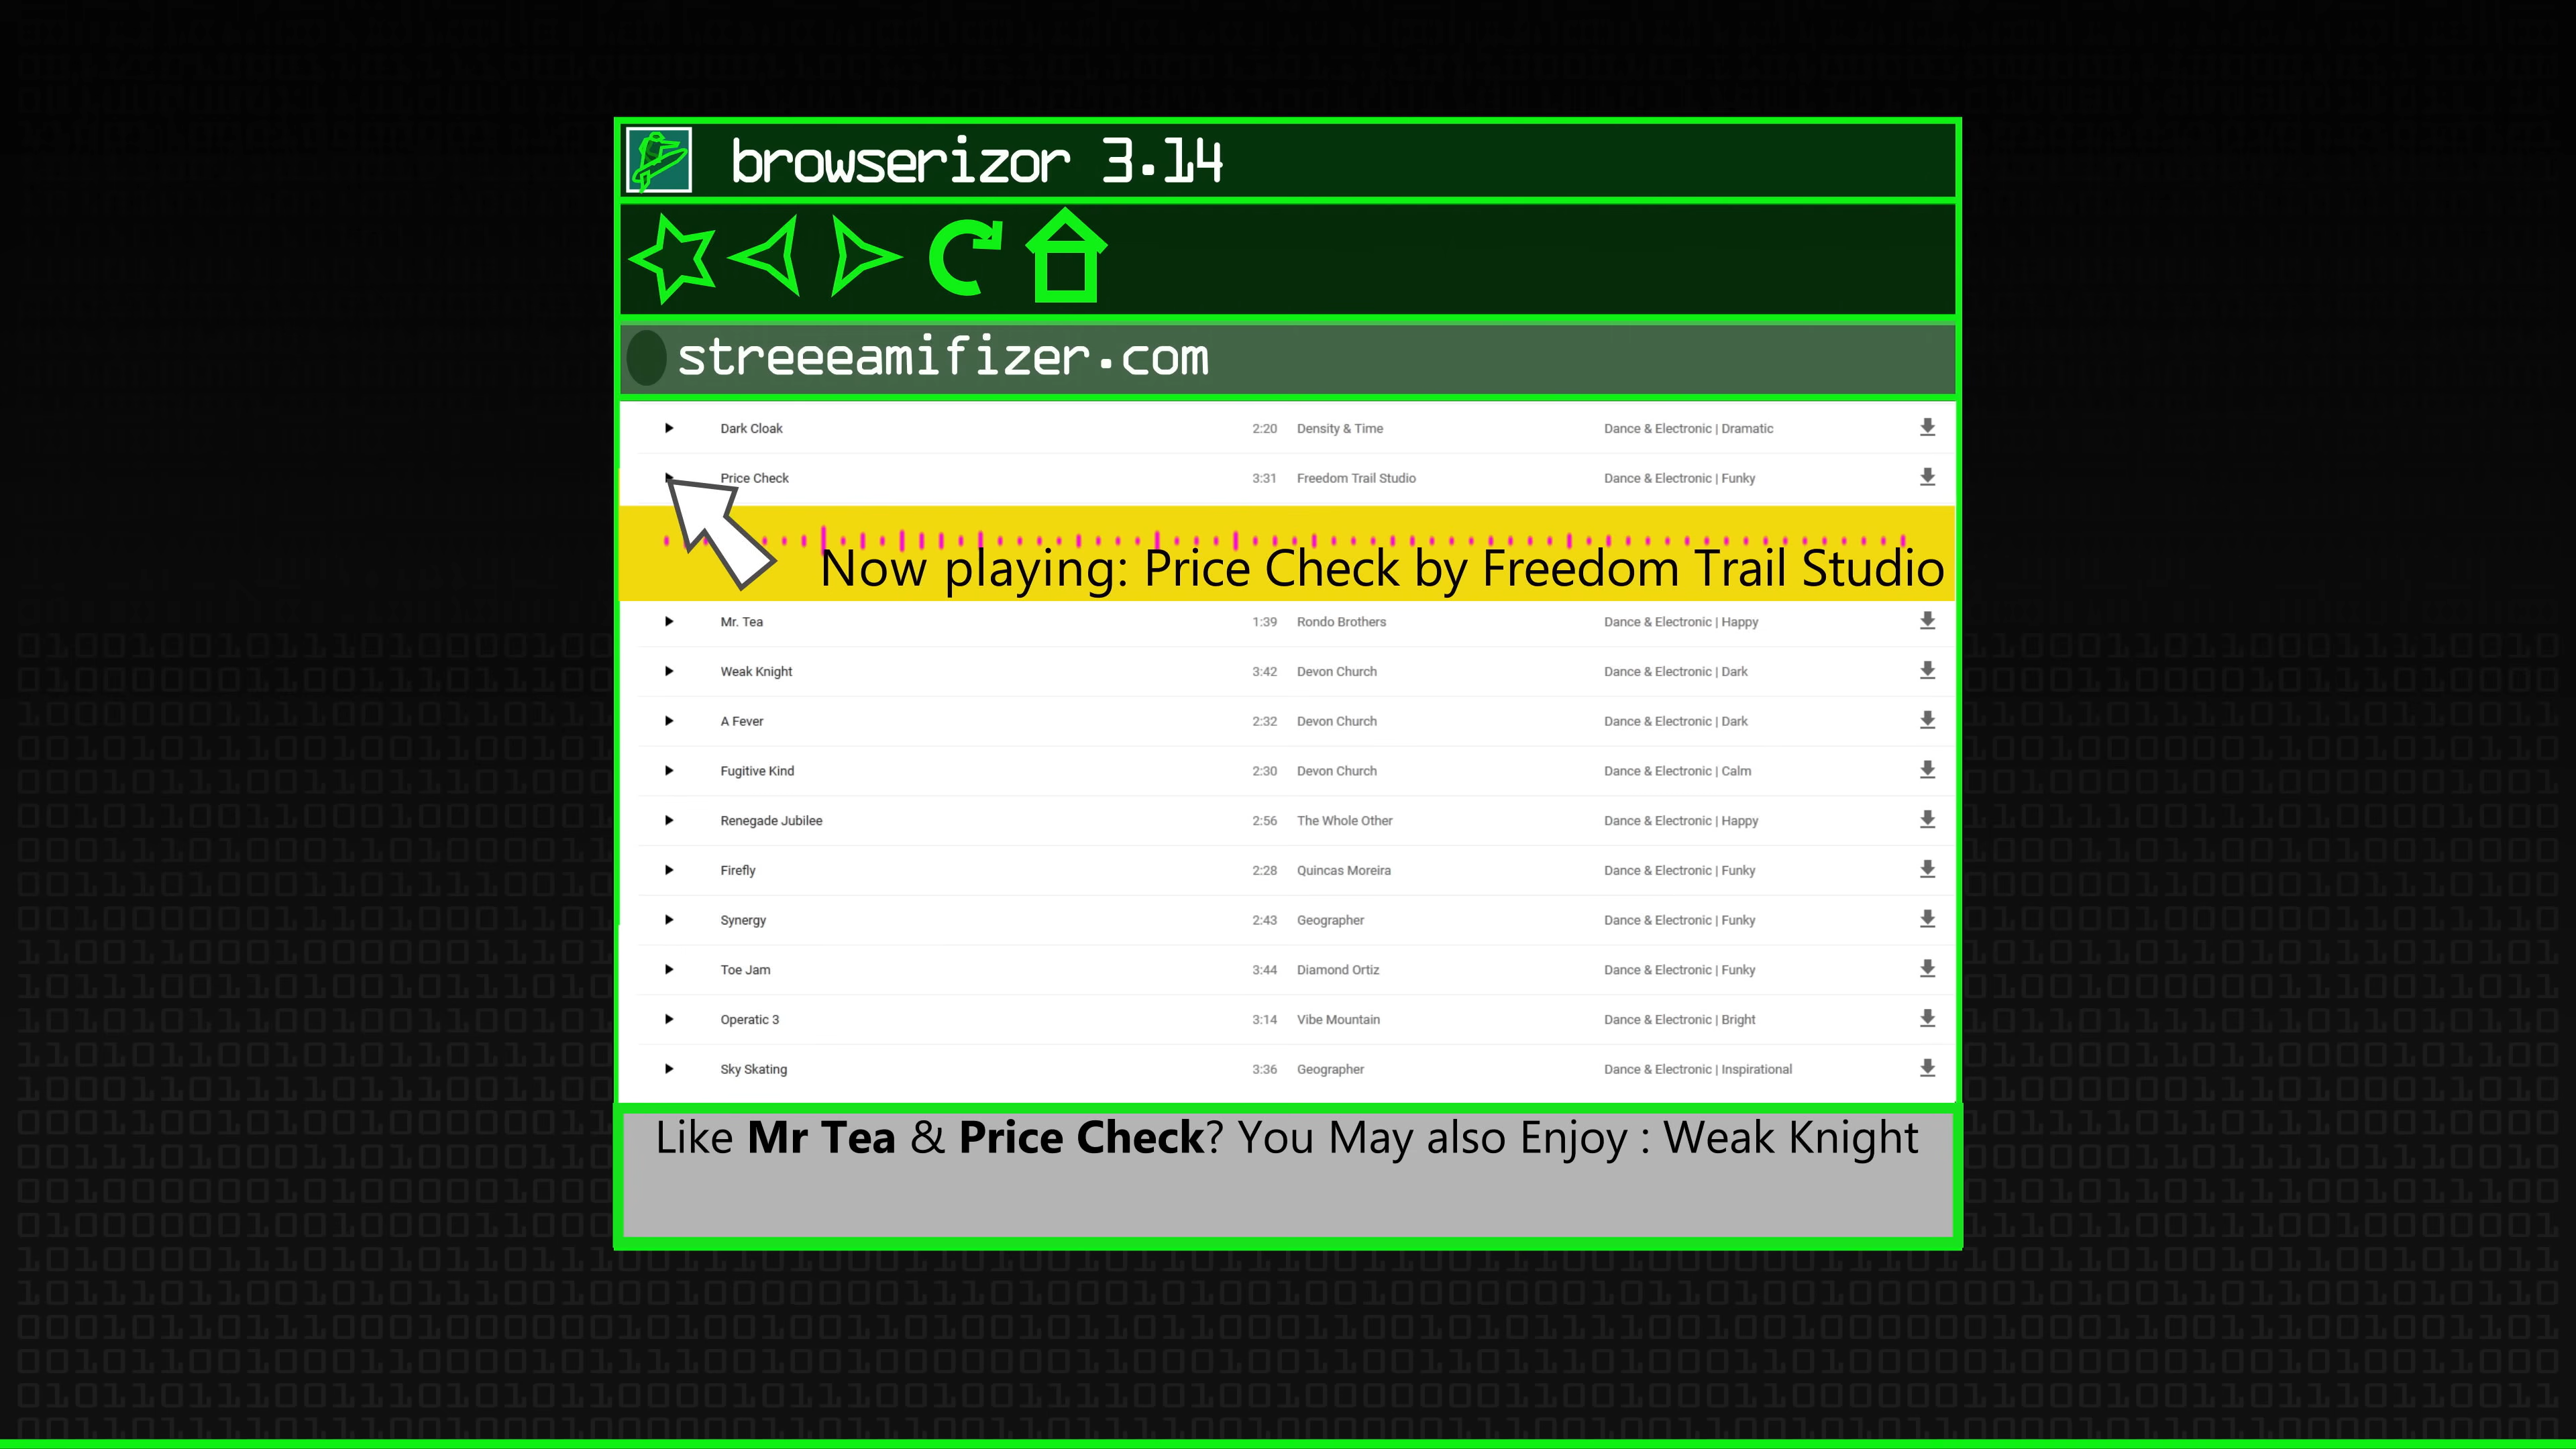 browserizor 3.14
streeeamifizer.com
Dark Cloak 2:20 Density & Time Dance & Electronic | Dramatic
Price Check 3:31 Freedom Trail Studio Dance & Electronic | Funky
Now playing: Price Check by Freedom Trail Studio
Mr. Tea 1:39 Rondo Brothers Dance & Electronic | Happy
Weak Knight 3:42 Devon Church Dance & Electronic | Dark
A Fever 2:32 Devon Church Dance & Electronic | Dark
Fugitive Kind 2:30 Devon Church Dance & Electronic | Calm
Renegade Jubilee 2:56 The Whole Other Dance & Electronic | Happy
Firefly 2:28 Quincas Moreira Dance & Electronic | Funky
Synergy 2:43 Geographer Dance & Electronic | Funky
Toe Jam 3:44 Diamond Ortiz Dance & Electronic | Funky
Operatic 3 3:14 Vibe Mountain Dance & Electronic | Bright
Sky Skating 3:36 Geographer Dance & Electronic | Inspirational
Like Mr Tea & Price Check? You May also Enjoy : Weak Knight